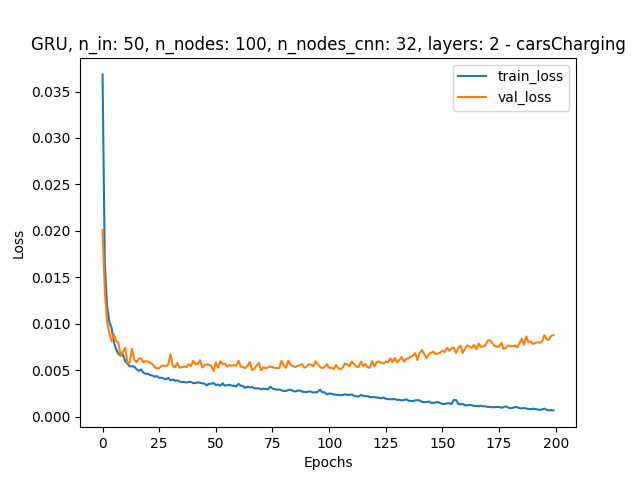 GRU, n_in: 50, n_nodes: 100, n_nodes_cnn: 32, layers: 2 - carsCharging
train_loss
val_loss
0.035
0.030
0.025
0.020
0.015
0.010
0.005
0.000
Loss
0 25 50 75 100 125 150 175 200
Epochs